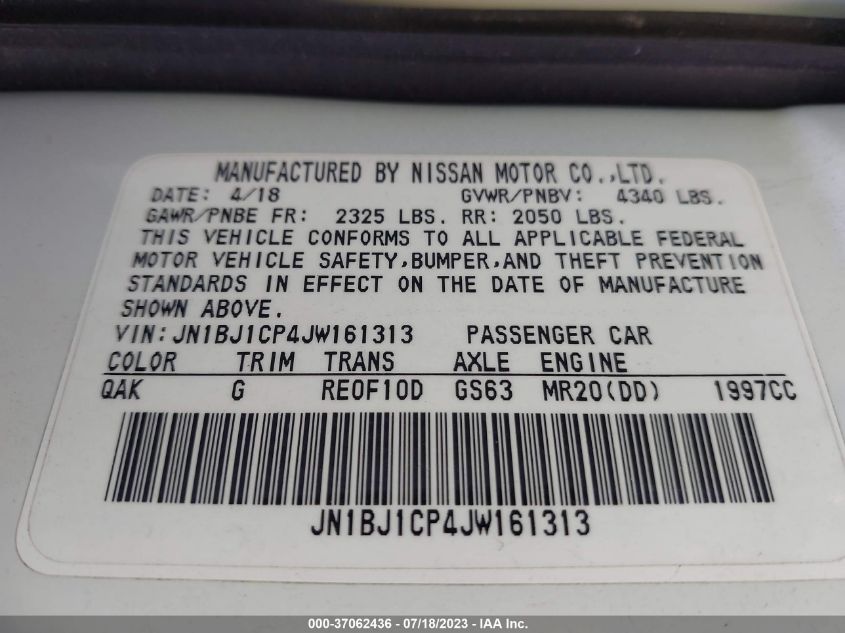 MANUFACTURED BY NISSAN MOTOR CO.,LTD.
DATE: 4/18 GVWR/PNBV: 4340 LBS.
GAWR/PNBE FR: 2325 LBS. RR: 2050 LBS.
THIS VEHICLE CONFORMS TO ALL APPLICABLE FEDERAL
MOTOR VEHICLE SAFETY,BUMPER,AND THEFT PREVENTION
STANDARDS IN EFFECT ON THE DATE OF MANUFACTURE
SHOWN ABOVE.
VIN:JN1BJ1CP4JW161313 PASSENGER CAR
COLOR TRIM TRANS AXLE ENGINE
QAK G RE0F10D GS63 MR20(DD) 1997CC
JN1BJ1CP4JW161313
000-37062436 - 07/18/2023 - IAA Inc.